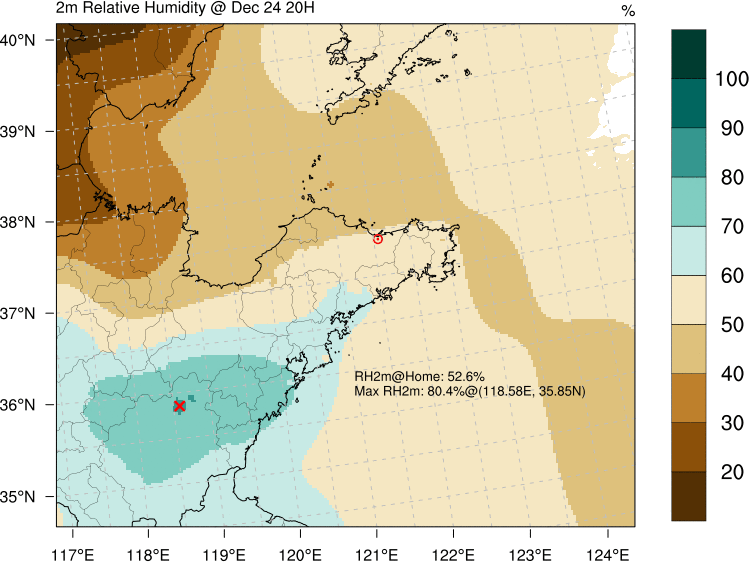 2m Relative Humidity @ Dec 24 20H
%
40°N
39°N
38°N
37°N
36°N
35°N
RH2m@Home: 52.6%
Max RH2m: 80.4%@(118.58E, 35.85N)
117°E 118°E 119°E 120°E 121°E 122°E 123°E 124°E
100
90
80
70
60
50
40
30
20